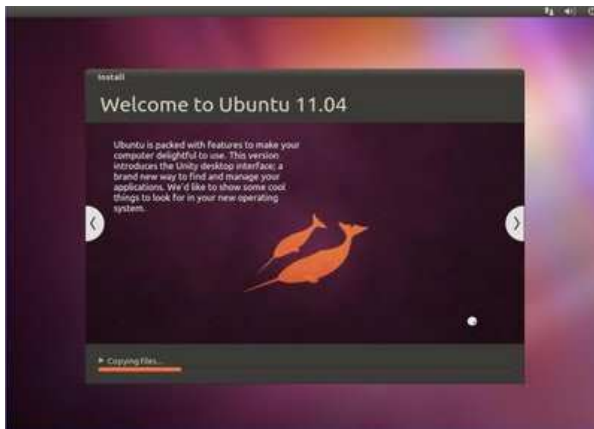 Install
Welcome to Ubuntu 11.04
Ubuntu is packed with features to make your
computer delightful to use. This version
introduces the Unity desktop interface; a
brand new way to find and manage your
applications. We'd like to show some cool
things to look for in your new operating
system.
Copying files...